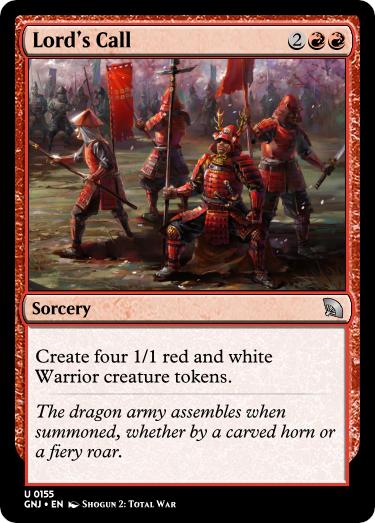 Lord's Call 2
Sorcery
Create four 1/1 red and white
Warrior creature tokens.
The dragon army assembles when
summoned, whether by a carved horn or
a fiery roar.
U 0155
GNJ • EN Shogun 2: Total War